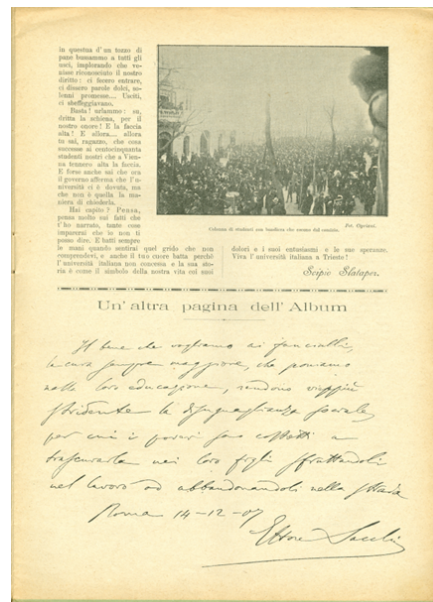 in questua d'un tozzo di
pane bussammo a tutti gli
usci, implorando che ve-
nisse riconosciuto il nostro
diritto: ci fecero entrare,
ci dissero parole dolci, so-
lenni promesse.... Usciti,
ci sbeffeggiavano.
Basta! urlammo: su,
dritta la schiena, per il
nostro onore! E la faccia
alta! E allora.... allora
tu sai, ragazzo, che cosa
successe ai centocinquanta
studenti nostri che a Vien-
na tennero alta la faccia.
E forse anche sai che ora
il governo afferma che l'u-
niversità ci è dovuta, ma
che non è quella la ma-
niera di chiederla.
Hai capito? Pensa,
pensa molto sui fatti che
t'ho narrato, tante cose
imparerai che io non ti
posso dire. E batti sempre
le mani quando sentirai quel grido che non
comprendevi, e anche il tuo cuore batta perchè
l'università italiana non concessa e la sua sto-
ria è come il simbolo della nostra vita coi suoi
Fot. Opiglessi.
Colonna di studenti con bandiera che tornano dal comizio.
dolori e i suoi entusiasmi e le sue speranze.
Viva l'università italiana a Trieste!
Scipio Slataper.
Un'altra pagina dell'Album
Il bene che vogliamo ai fanciulli,
la cura sempre maggiore, che poniamo
nella loro educazione, rendono vieppiù
stridente la disuguaglianza sociale,
per cui i poveri sono costretti a
trascurarla nei loro figli sfruttandoli
nel lavoro od abbandonandoli nella strada
Roma 14-12-07
Ettore Sacchi